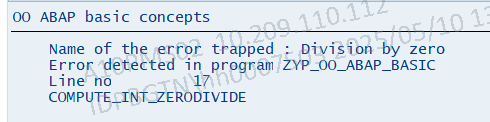 OO ABAP basic concepts
Name of the error trapped : Division by zero
Error detected in program ZYP_OO_ABAP_BASIC
Line no 17
COMPUTE_INT_ZERODIVIDE